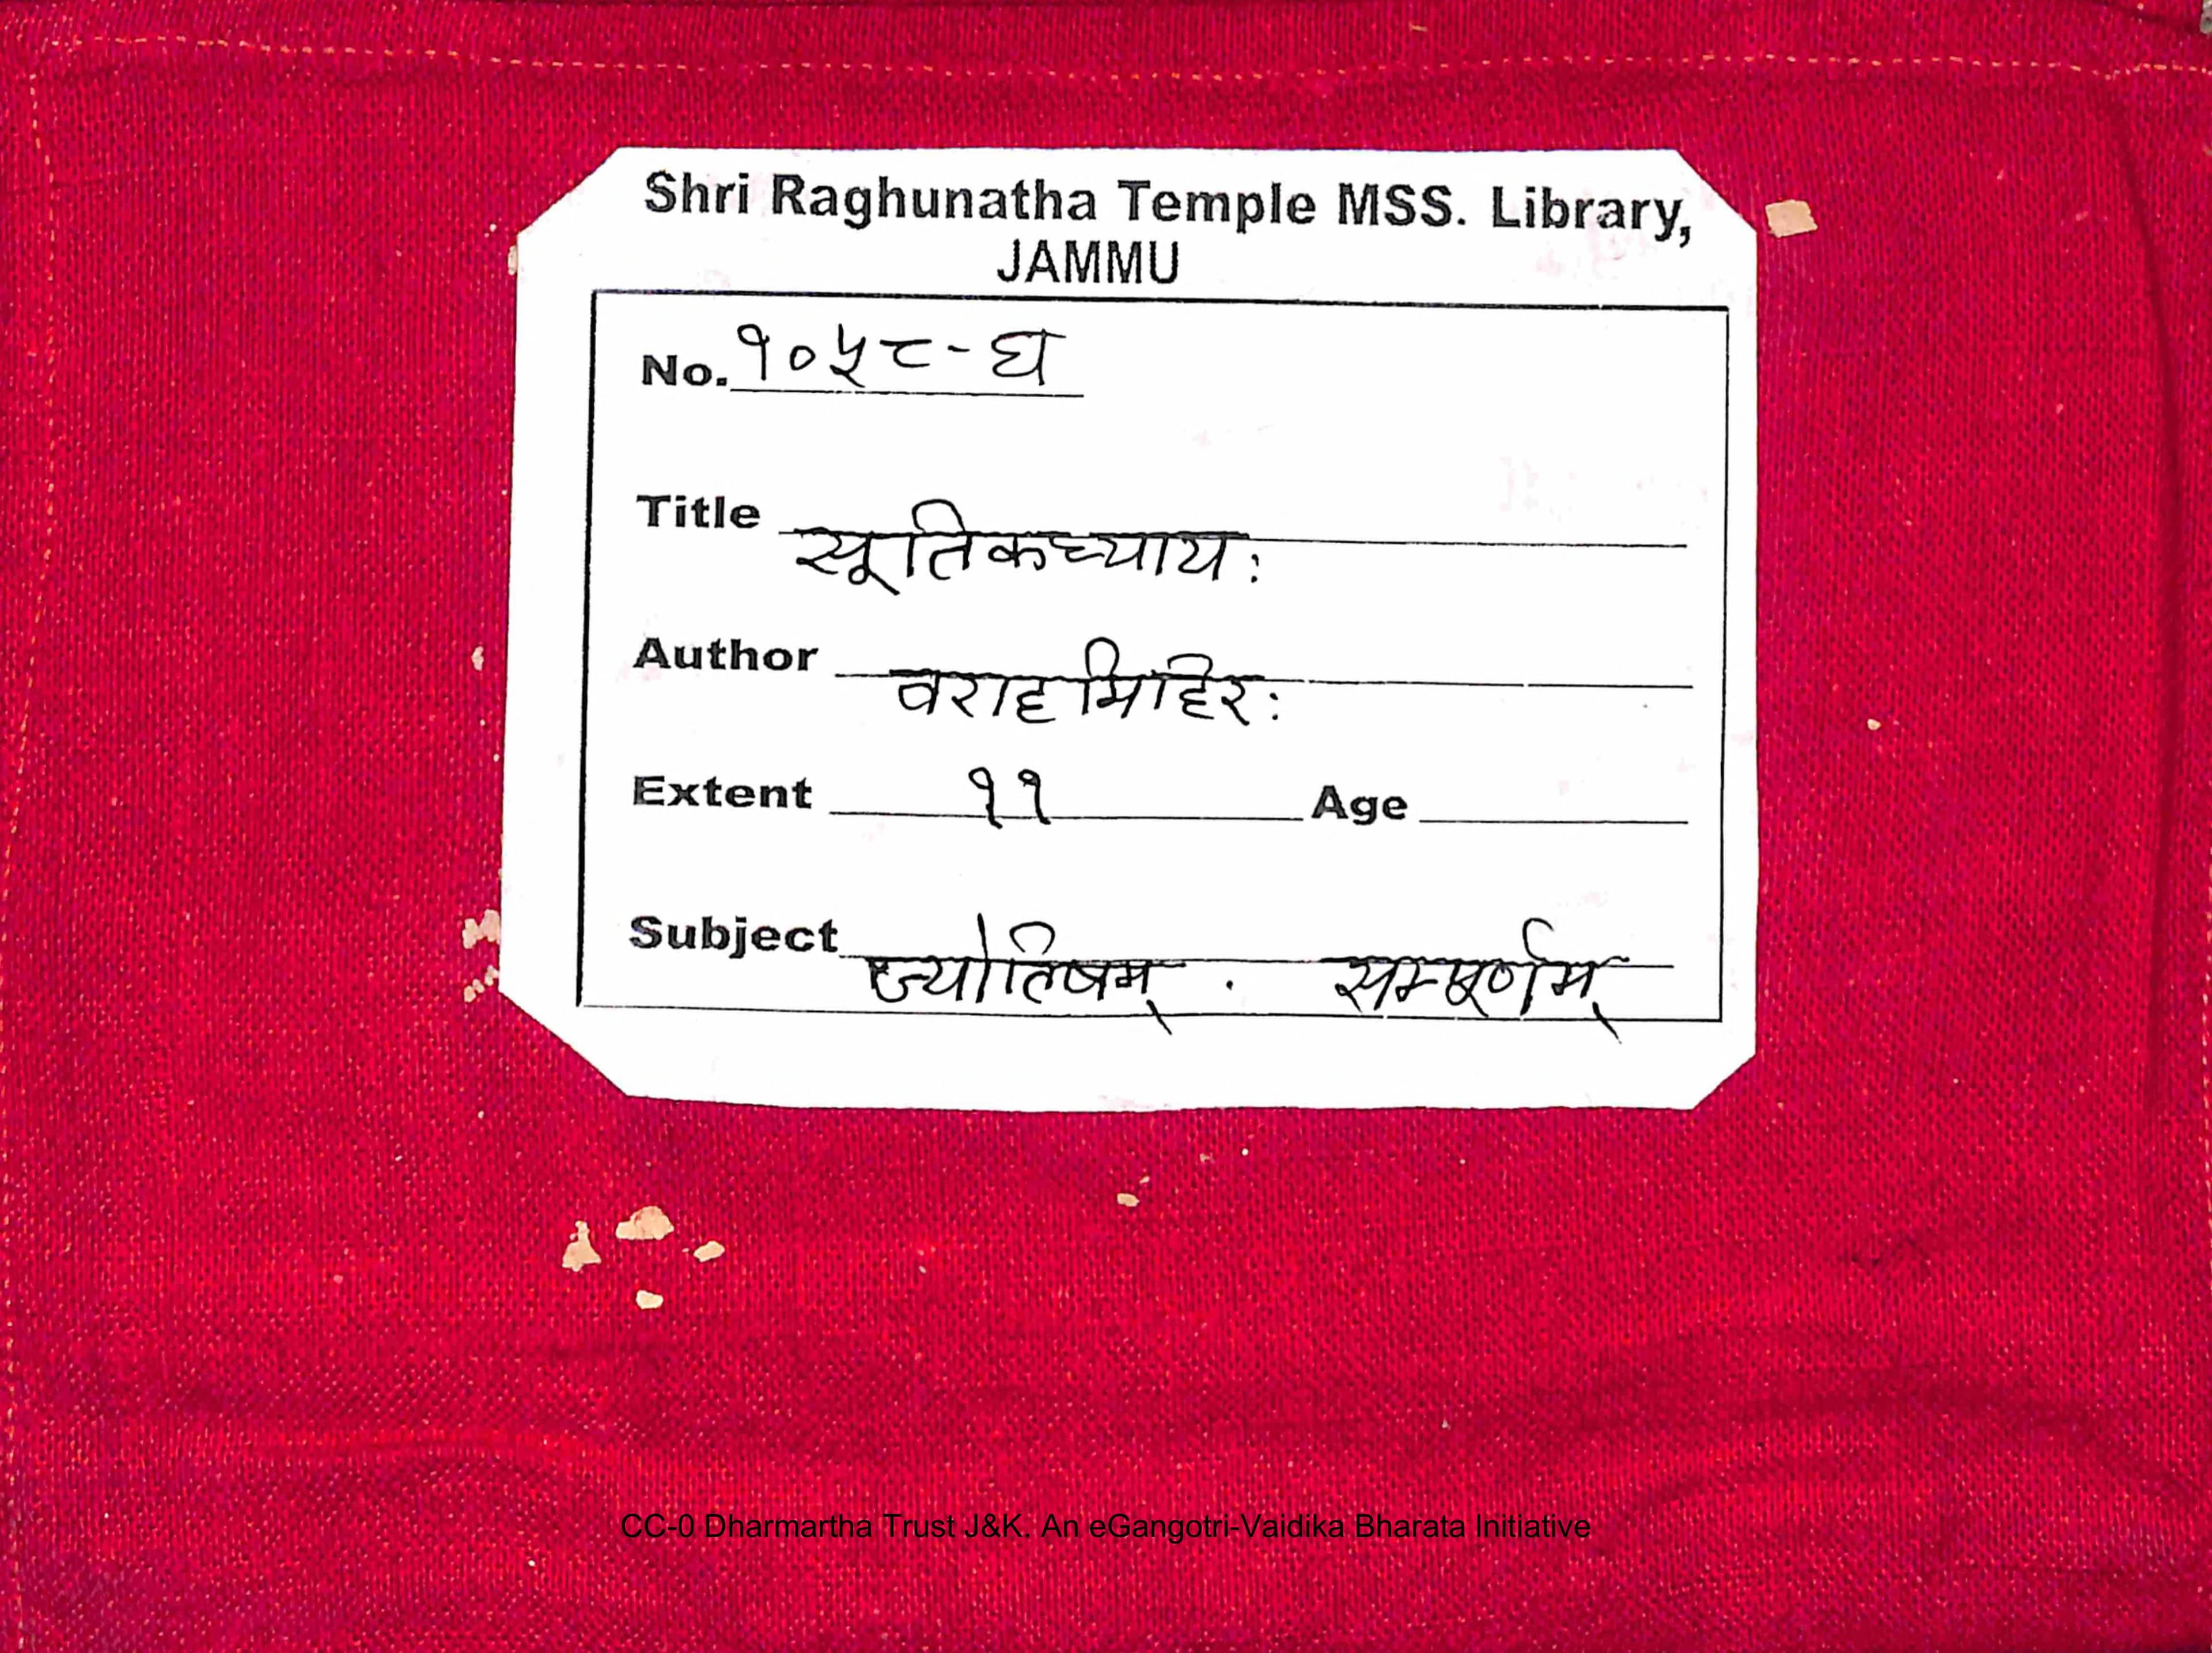 Shri Raghunatha Temple MSS. Library,
JAMMU
No. १०५८-घ
Title सूतिकध्यायः
Author वराहमिहिरः
Extent ११ Age
Subject ज्योतिषम् . सम्पूर्णम्
CC-0 Dharmartha Trust J&K. An eGangotri-Vaidika Bharata Initiative